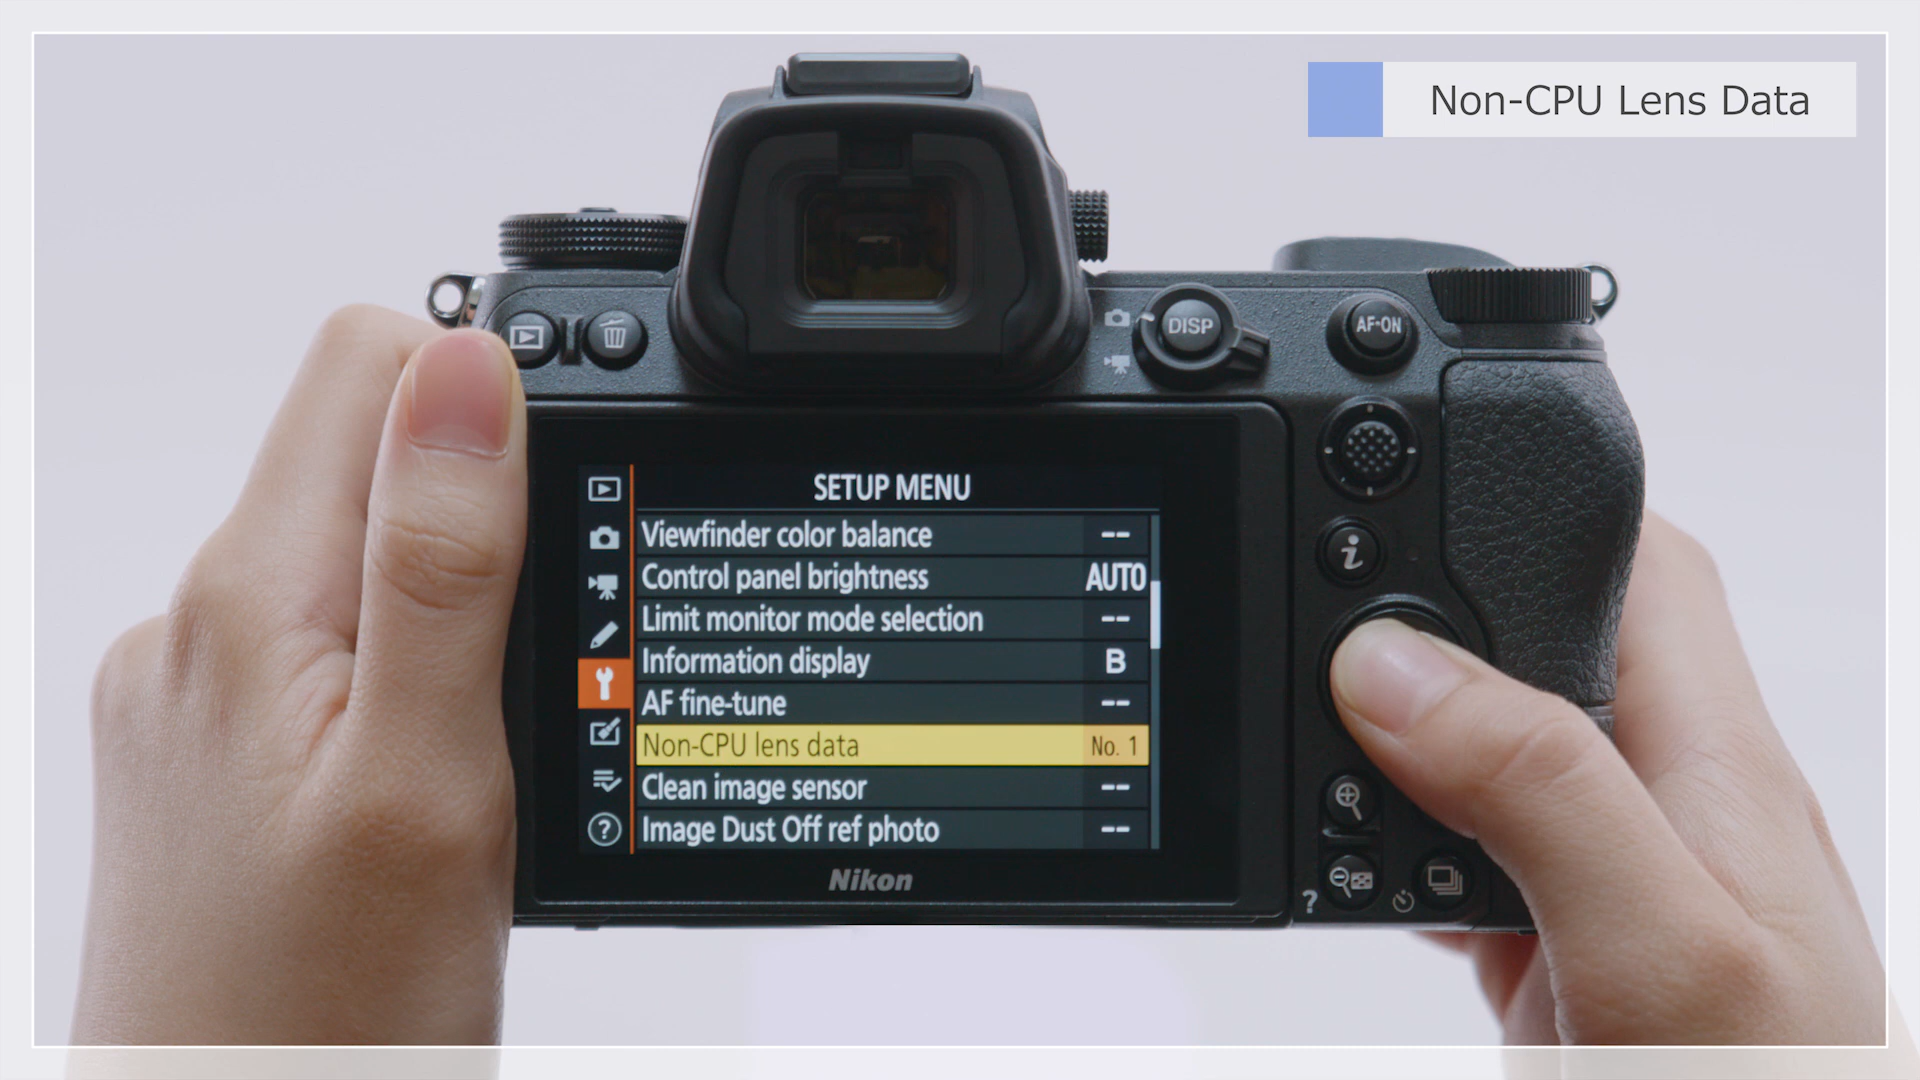 Non-CPU Lens Data
DISP
AF-ON
SETUP MENU
Viewfinder color balance --
Control panel brightness AUTO
Limit monitor mode selection --
Information display B
AF fine-tune --
Non-CPU lens data No. 1
Clean image sensor --
Image Dust Off ref photo --
Nikon
i
?
?